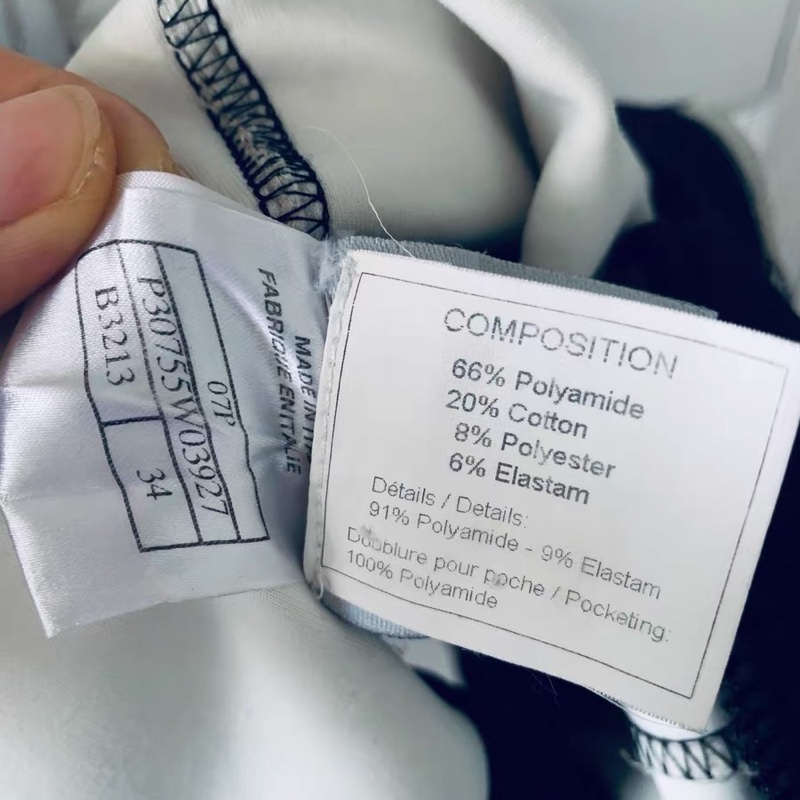 07P
P30755W03927
B3213
34
MADE IN IT
FABRIQUE EN ITALIE
COMPOSITION
66% Polyamide
20% Cotton
8% Polyester
6% Elastam
Détails / Details:
91% Polyamide - 9% Elastam
Doublure pour poche / Pocketing:
100% Polyamide